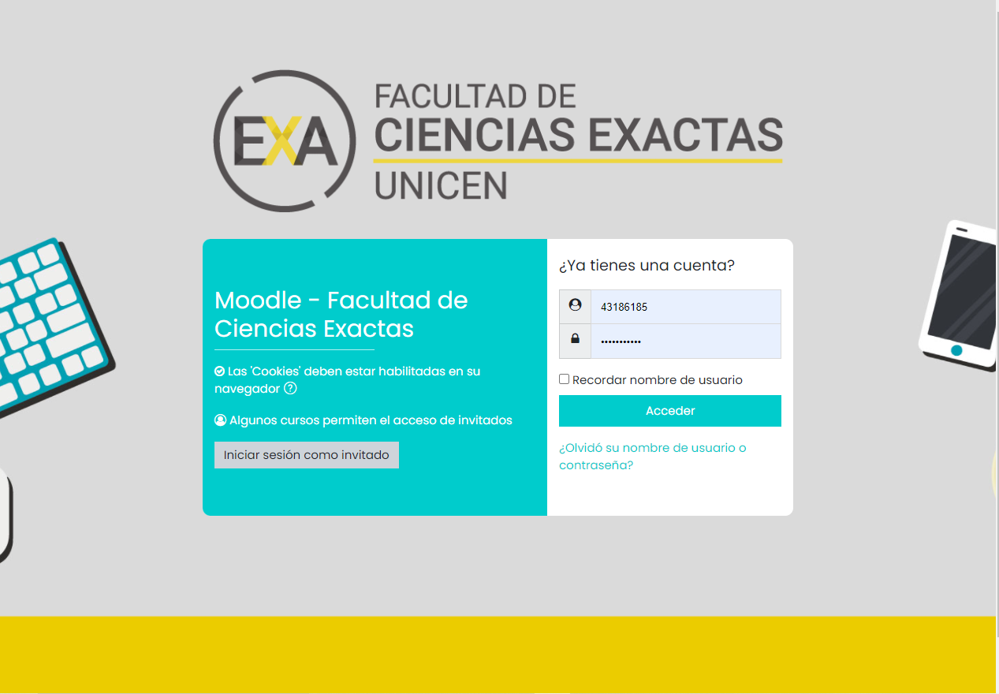 EXA
FACULTAD DE
CIENCIAS EXACTAS
UNICEN
Moodle - Facultad de
Ciencias Exactas
Las 'Cookies' deben estar habilitadas en su
navegador
Algunos cursos permiten el acceso de invitados
Iniciar sesión como invitado
¿Ya tienes una cuenta?
43186185
•••••••••••
Recordar nombre de usuario
Acceder
¿Olvidó su nombre de usuario o
contraseña?